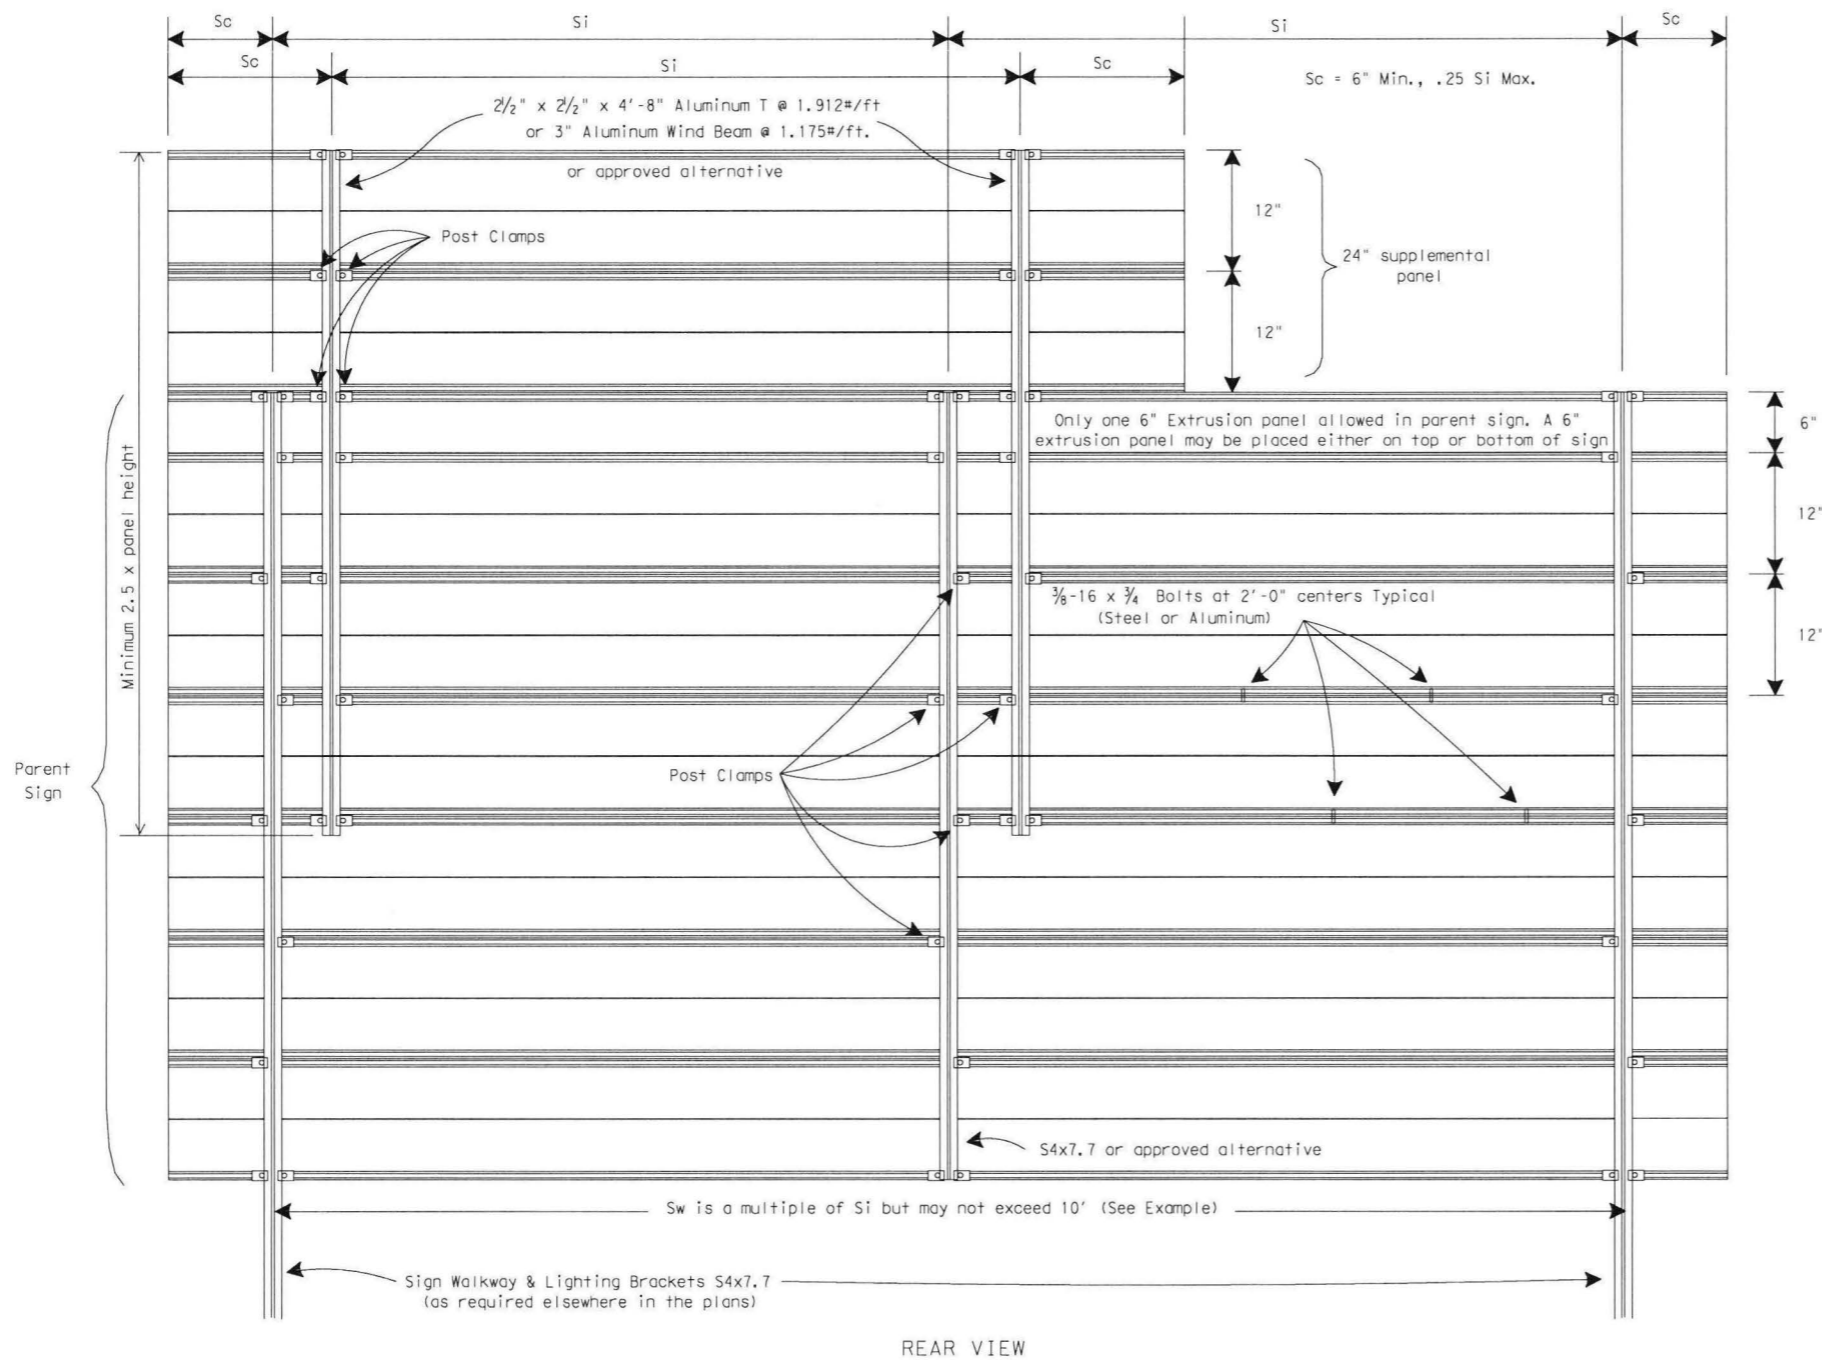 Sc
Si
Si
Sc
Sc
Si
Sc
Sc = 6" Min., .25 Si Max.
2½" x 2½" x 4'-8" Aluminum T @ 1.912#/ft
or 3" Aluminum Wind Beam @ 1.175#/ft.
or approved alternative
12"
Post Clamps
24" supplemental
panel
12"
Only one 6" Extrusion panel allowed in parent sign. A 6"
extrusion panel may be placed either on top or bottom of sign
6"
Minimum 2.5 x panel height
12"
⅜-16 x ¾ Bolts at 2'-0" centers Typical
(Steel or Aluminum)
12"
Parent
Sign
Post Clamps
S4x7.7 or approved alternative
Sw is a multiple of Si but may not exceed 10' (See Example)
Sign Walkway & Lighting Brackets S4x7.7
(as required elsewhere in the plans)
REAR VIEW